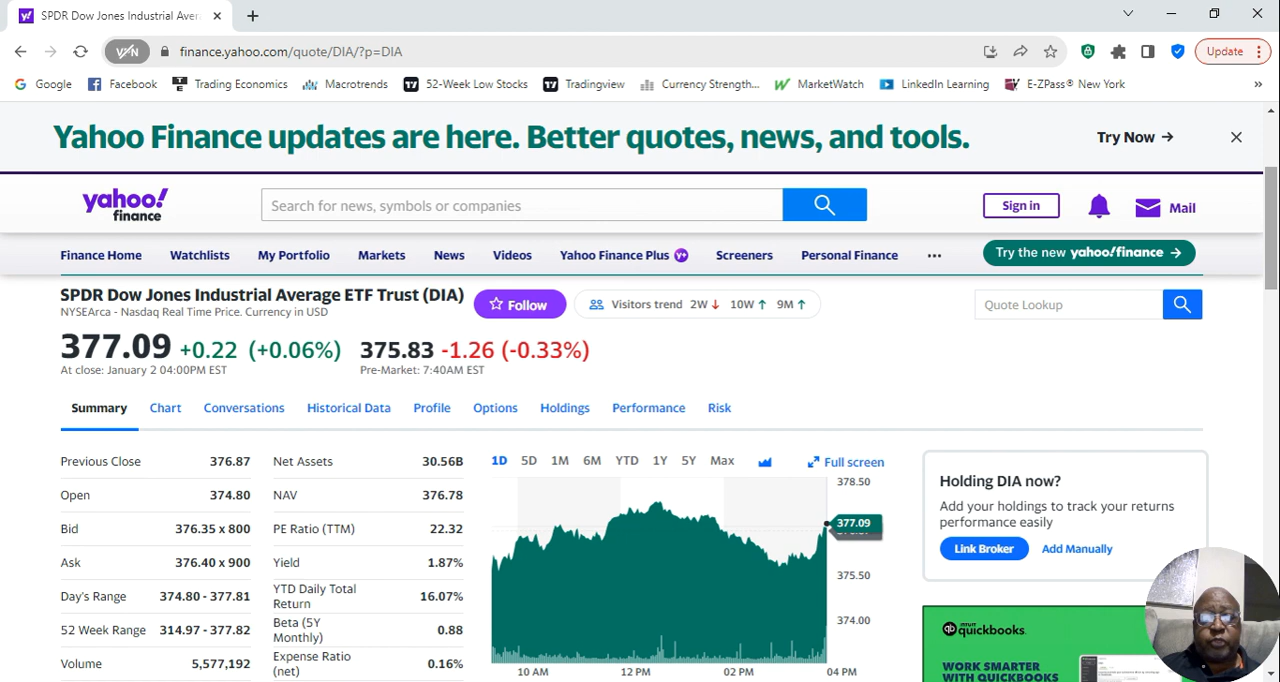 SPDR Dow Jones Industrial Aver
finance.yahoo.com/quote/DIA/?p=DIA
Update
Google Facebook Trading Economics Macrotrends 52-Week Low Stocks Tradingview Currency Strength... MarketWatch LinkedIn Learning E-ZPass® New York »
Yahoo Finance updates are here. Better quotes, news, and tools.
Try Now →
yahoo!
finance
Search for news, symbols or companies
Sign in
Mail
Finance Home Watchlists My Portfolio Markets News Videos Yahoo Finance Plus Screeners Personal Finance ...
Try the new yahoo!finance →
SPDR Dow Jones Industrial Average ETF Trust (DIA)
NYSEArca - Nasdaq Real Time Price. Currency in USD
Follow
Visitors trend 2W ↓ 10W ↑ 9M ↑
Quote Lookup
377.09 +0.22 (+0.06%)
At close: January 2 04:00PM EST
375.83 -1.26 (-0.33%)
Pre-Market: 7:40AM EST
Summary Chart Conversations Historical Data Profile Options Holdings Performance Risk
Previous Close 376.87
Open 374.80
Bid 376.35 x 800
Ask 376.40 x 900
Day's Range 374.80 - 377.81
52 Week Range 314.97 - 377.82
Volume 5,577,192
Net Assets 30.56B
NAV 376.78
PE Ratio (TTM) 22.32
Yield 1.87%
YTD Daily Total
Return 16.07%
Beta (5Y
Monthly) 0.88
Expense Ratio
(net) 0.16%
1D 5D 1M 6M YTD 1Y 5Y Max
Full screen
378.50
377.09
375.50
374.00
10 AM 12 PM 02 PM 04 PM
Holding DIA now?
Add your holdings to track your returns
performance easily
Link Broker Add Manually
intuit
quickbooks
WORK SMARTER
WITH QUICKBOOKS